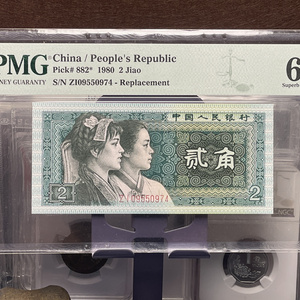 PMG
China / People's Republic
6
NEY GUARANTY
Pick# 882* 1980 2 Jiao
Superb
S/N ZI09550974 - Replacement
中国人民银行
贰角
2
2
ZI09550974